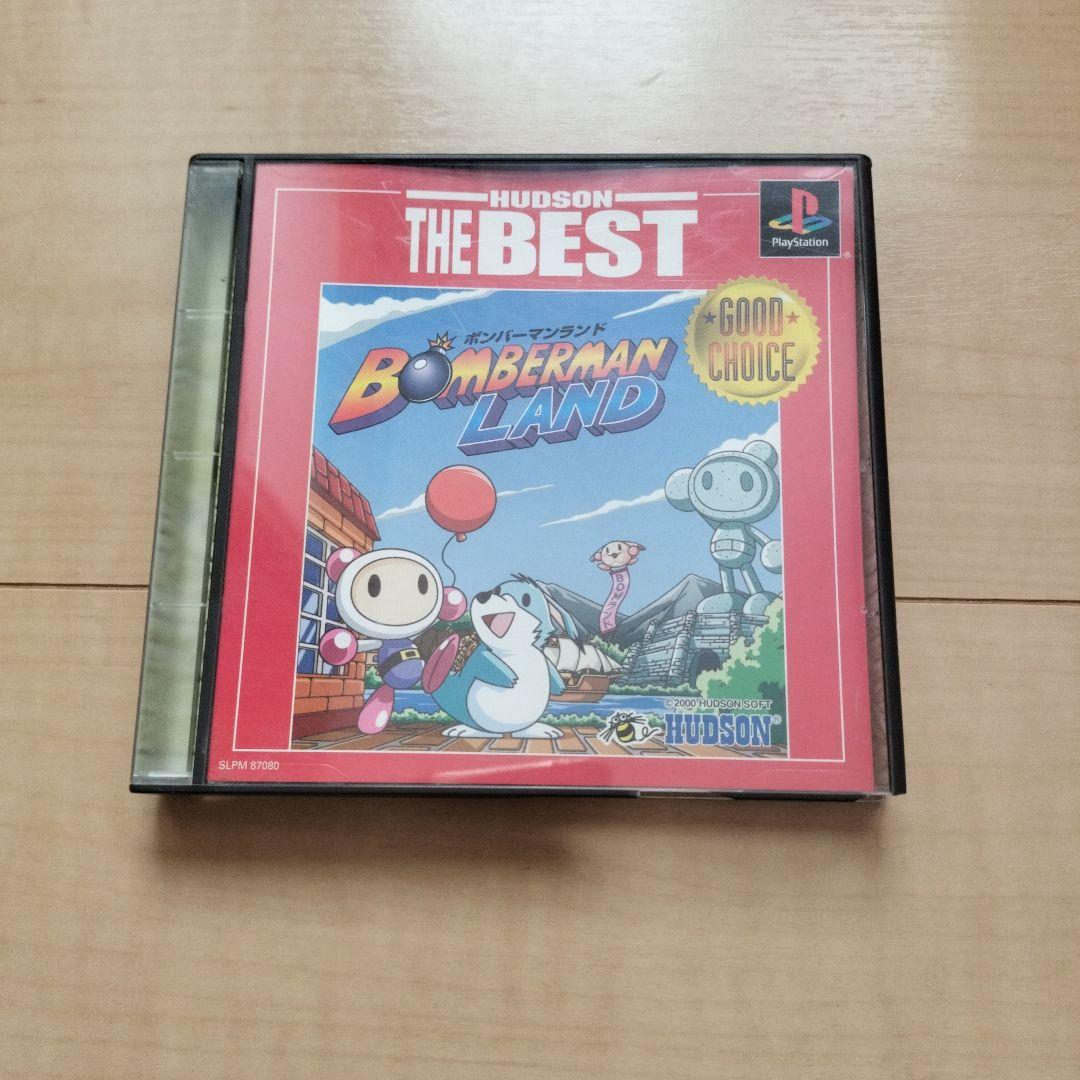 HUDSON
THE BEST
PlayStation
GOOD
CHOICE
ボンバーマンランド
BOMBERMAN
LAND
BOMランド
© 2000 HUDSON SOFT
HUDSON®
SLPM 87080